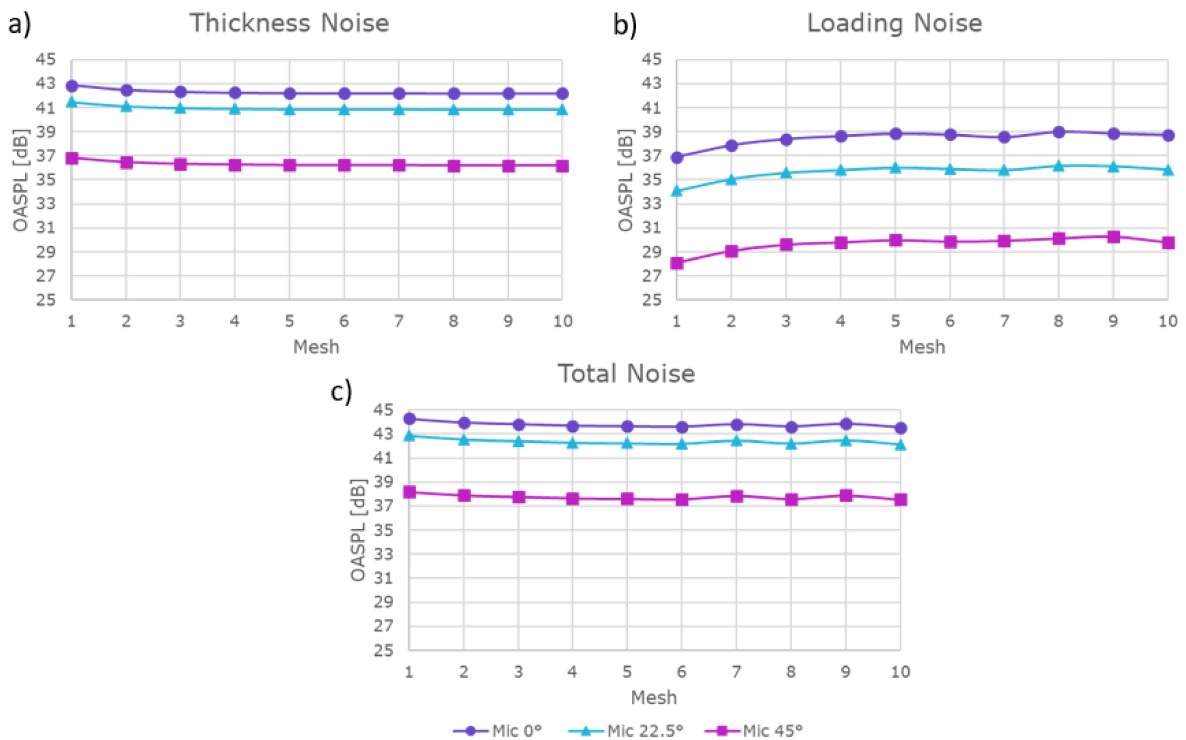 a)
Thickness Noise
OASPL [dB]
45
43
41
39
37
35
33
31
29
27
25
1 2 3 4 5 6 7 8 9 10
Mesh
b)
Loading Noise
OASPL [dB]
45
43
41
39
37
35
33
31
29
27
25
1 2 3 4 5 6 7 8 9 10
Mesh
c)
Total Noise
OASPL [dB]
45
43
41
39
37
35
33
31
29
27
25
1 2 3 4 5 6 7 8 9 10
Mesh
Mic 0° Mic 22.5° Mic 45°